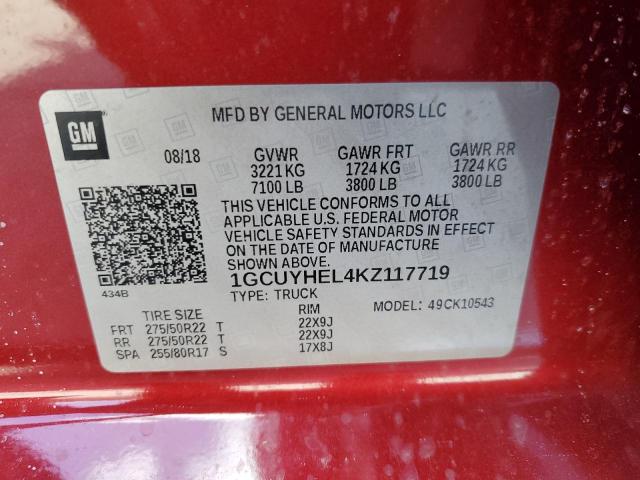 GM
MFD BY GENERAL MOTORS LLC
08/18 GVWR GAWR FRT GAWR RR
3221 KG 1724 KG 1724 KG
7100 LB 3800 LB 3800 LB
THIS VEHICLE CONFORMS TO ALL
APPLICABLE U.S. FEDERAL MOTOR
VEHICLE SAFETY STANDARDS IN EFFECT
ON THE DATE OF MANUFACTURE
SHOWN ABOVE.
434B
1GCUYHEL4KZ117719
TYPE: TRUCK MODEL: 49CK10543
TIRE SIZE RIM
FRT 275/50R22 T 22X9J
RR 275/50R22 T 22X9J
SPA 255/80R17 S 17X8J